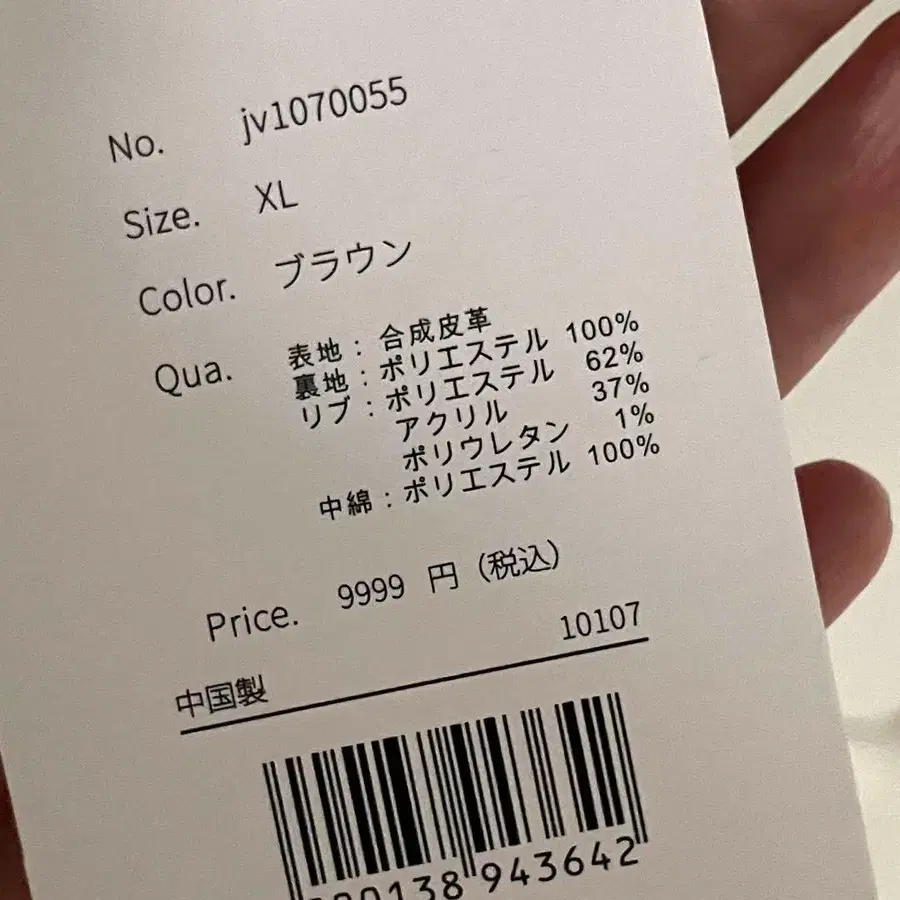 No. jv1070055
Size. XL
Color. ブラウン
Qua. 表地：合成皮革
裏地：ポリエステル 100%
リブ：ポリエステル 62%
アクリル 37%
ポリウレタン 1%
中綿：ポリエステル 100%
Price. 9999 円（税込）
10107
中国製
138 943642